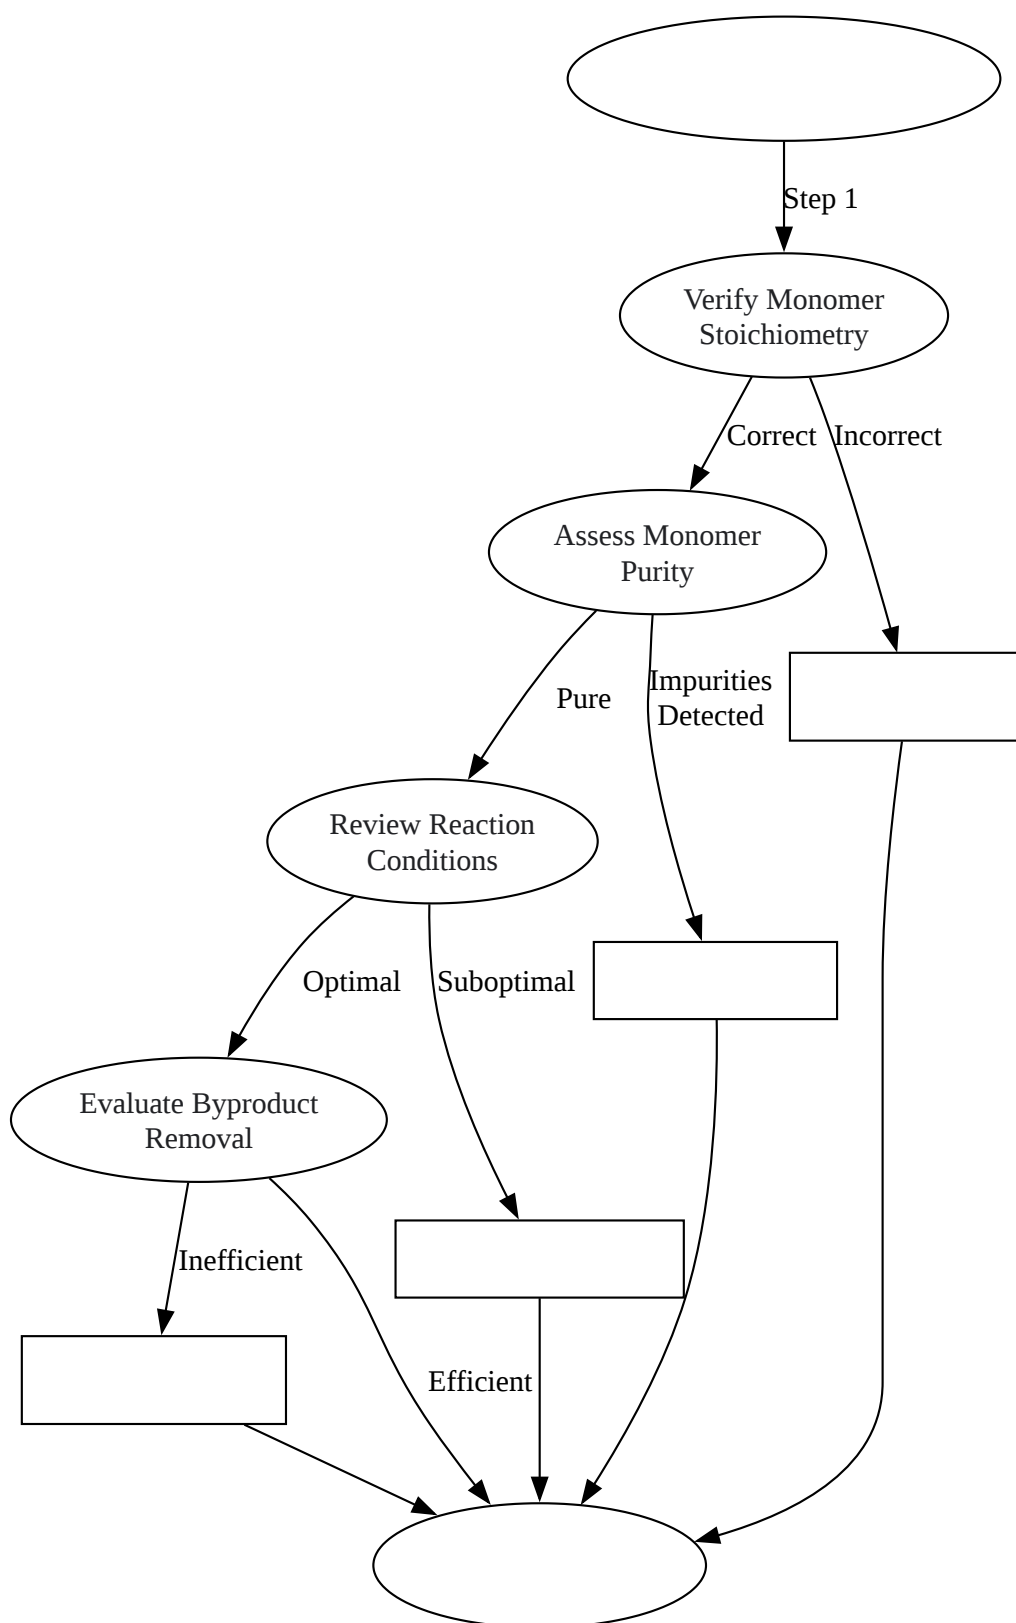 Step 1
Verify Monomer
Stoichiometry
Correct
Incorrect
Assess Monomer
Purity
Pure
Impurities
Detected
Review Reaction
Conditions
Optimal
Suboptimal
Evaluate Byproduct
Removal
Inefficient
Efficient